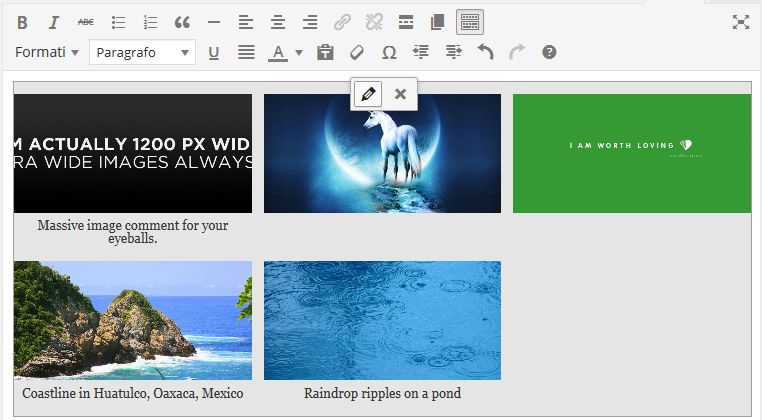 B I ABC
Formati Paragrafo U A Ω
M ACTUALLY 1200 PX WID
RA WIDE IMAGES ALWAYS
I AM WORTH LOVING
Massive image comment for your
eyeballs.
Coastline in Huatulco, Oaxaca, Mexico
Raindrop ripples on a pond